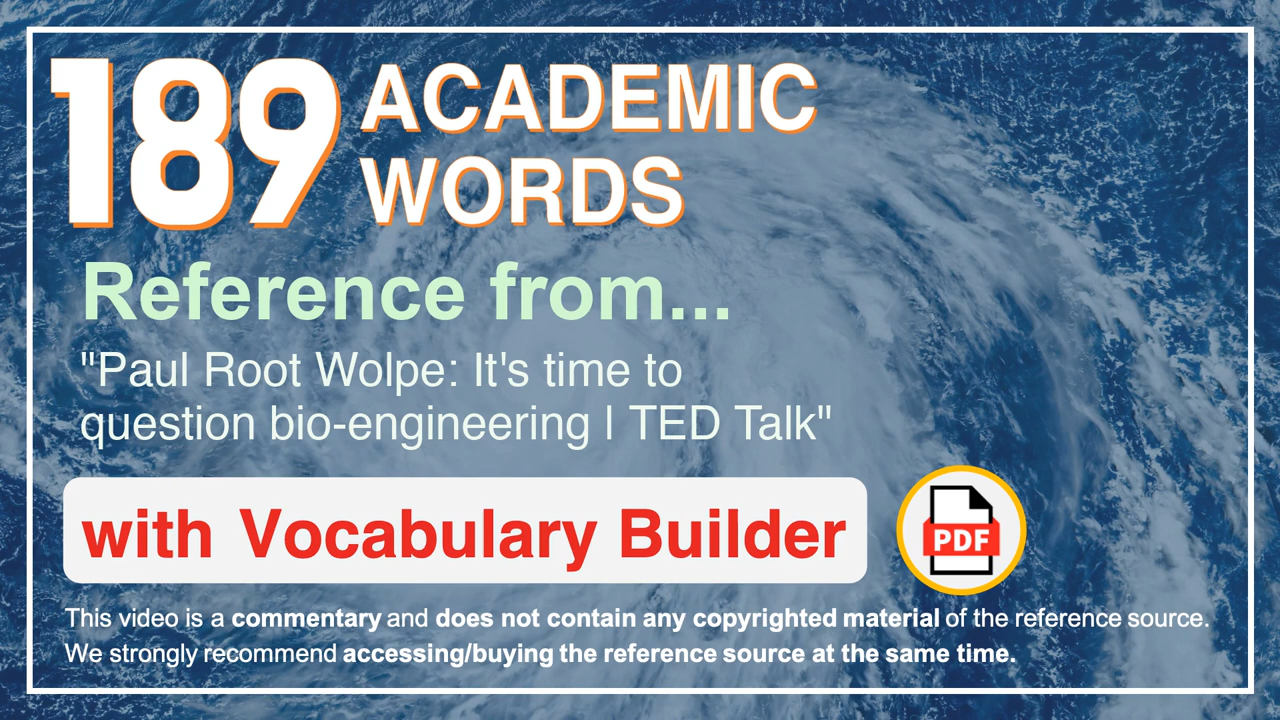 189 ACADEMIC
WORDS
Reference from...
"Paul Root Wolpe: It's time to
question bio-engineering | TED Talk"
with Vocabulary Builder
PDF
This video is a commentary and does not contain any copyrighted material of the reference source.
We strongly recommend accessing/buying the reference source at the same time.